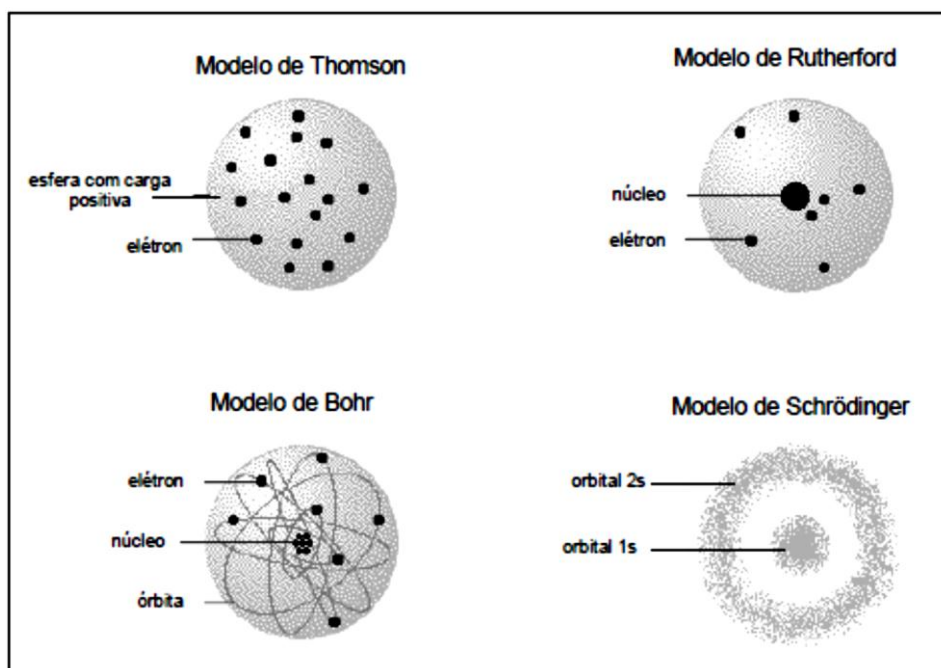 Modelo de Thomson
esfera com carga
positiva
elétron
Modelo de Rutherford
núcleo
elétron
Modelo de Bohr
elétron
núcleo
órbita
Modelo de Schrödinger
orbital 2s
orbital 1s